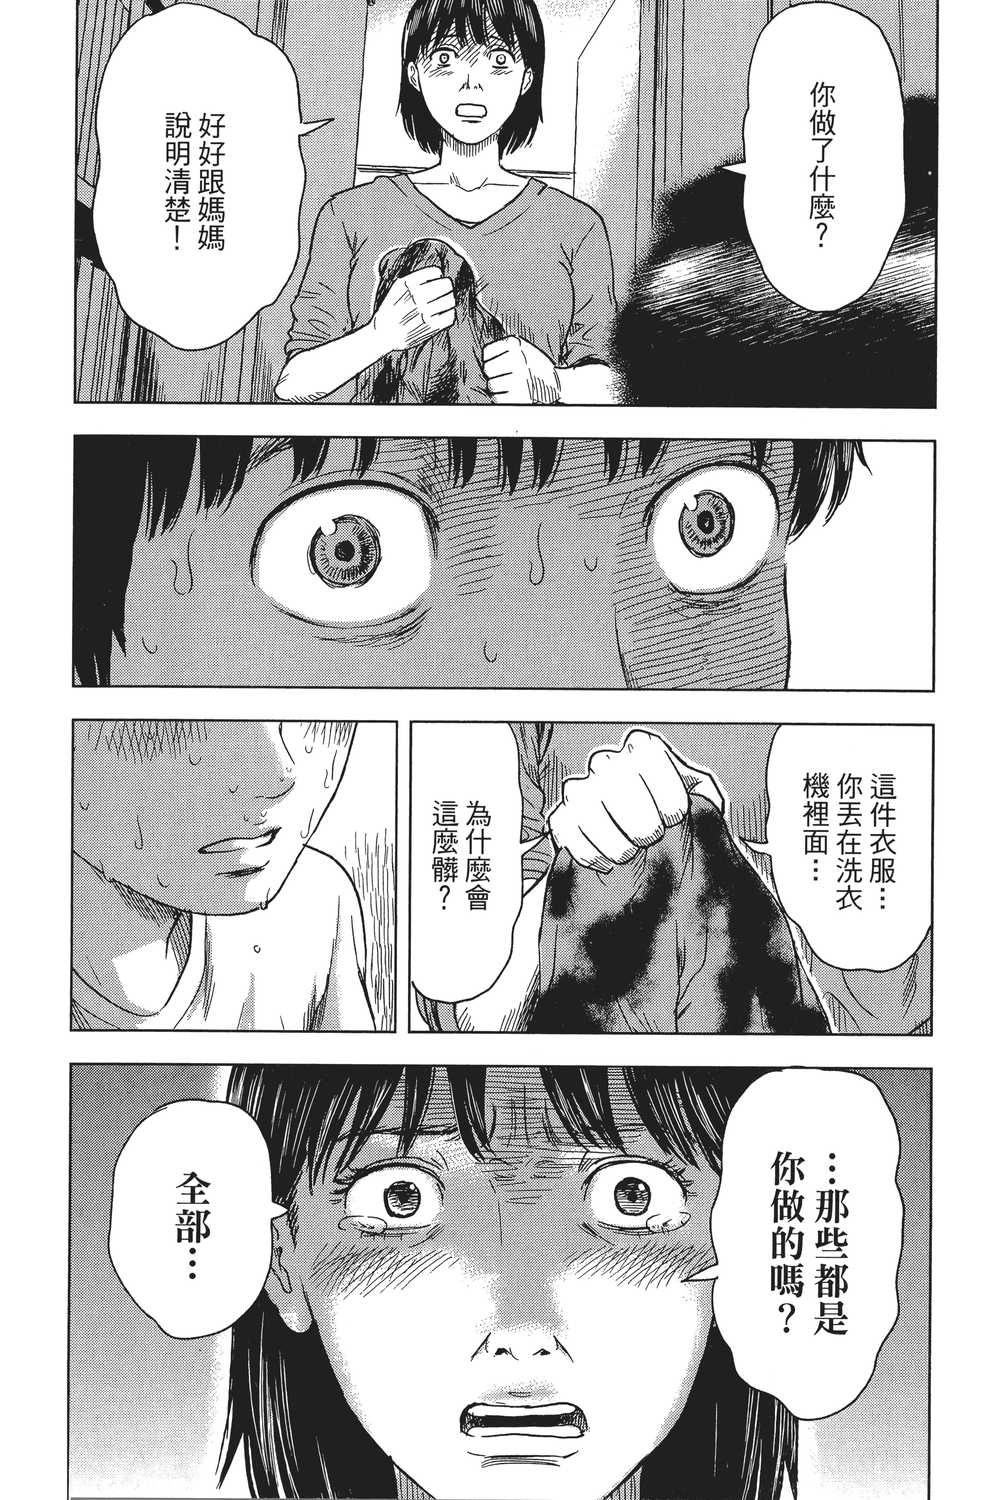 你做了什麼？
好好跟媽媽
說明清楚！
這件衣服…
你丟在洗衣
機裡面…
為什麼會
這麼髒？
…那些都是
你做的嗎？
全部…